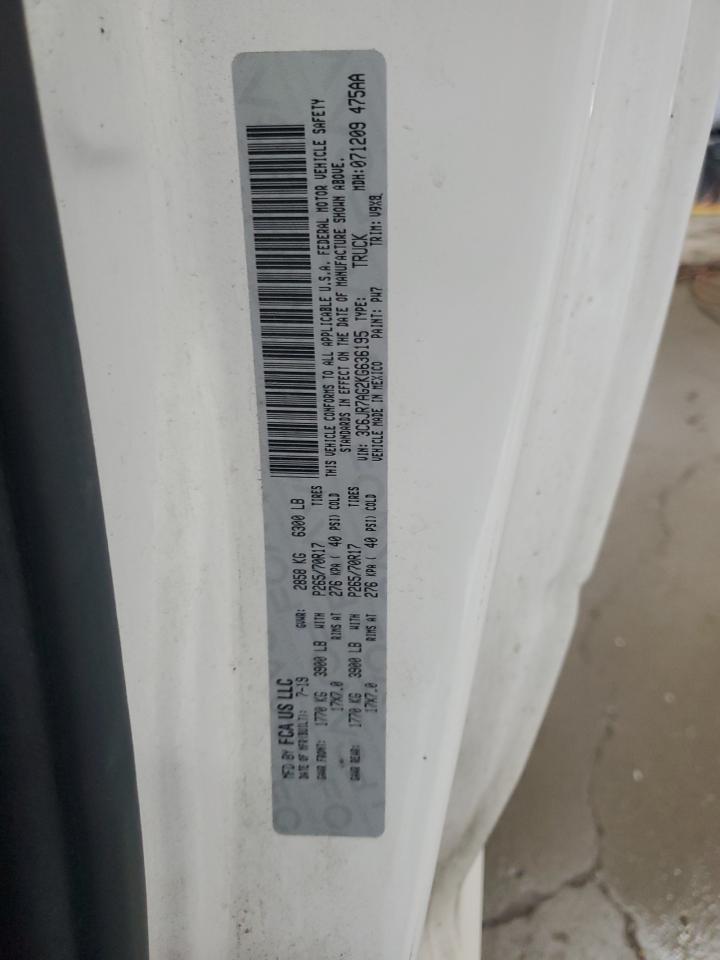 MFD BY FCA US LLC
DATE OF MFR(BUILT): 7-19 GVWR: 2858 KG 6300 LB
GAWR FRONT: 1770 KG 3900 LB WITH P265/70R17 TIRES
17X7.0 RIMS AT 276 KPA ( 40 PSI) COLD
GAWR REAR: 1770 KG 3900 LB WITH P265/70R17 TIRES
17X7.0 RIMS AT 276 KPA ( 40 PSI) COLD
THIS VEHICLE CONFORMS TO ALL APPLICABLE U.S.A. FEDERAL MOTOR VEHICLE SAFETY
STANDARDS IN EFFECT ON THE DATE OF MANUFACTURE SHOWN ABOVE.
VIN: 3C6JR7AG2KG636195 TYPE: TRUCK MDH:071209 475AA
VEHICLE MADE IN MEXICO PAINT: PW7 TRIM: V9X8